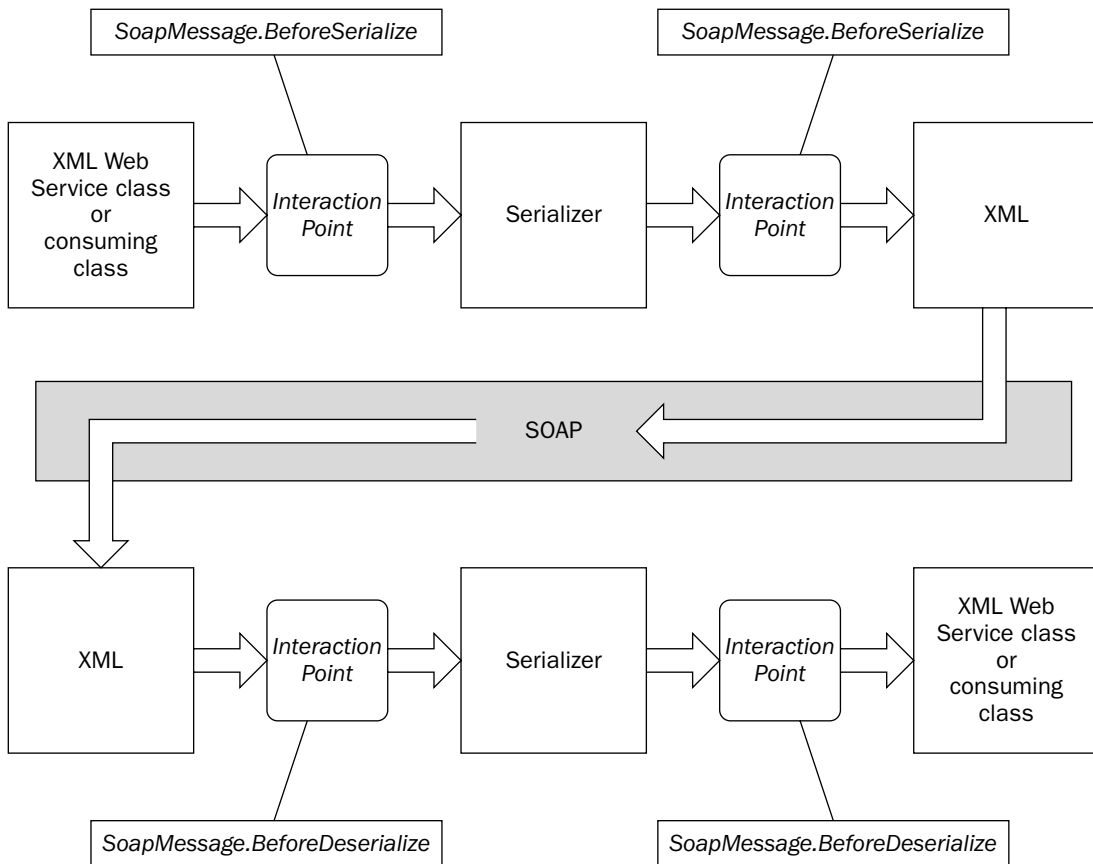 SoapMessage.BeforeSerialize
SoapMessage.BeforeSerialize
XML Web
Service class
or
consuming
class
Interaction
Point
Serializer
Interaction
Point
XML
SOAP
XML
Interaction
Point
Serializer
Interaction
Point
XML Web
Service class
or
consuming
class
SoapMessage.BeforeDeserialize
SoapMessage.BeforeDeserialize